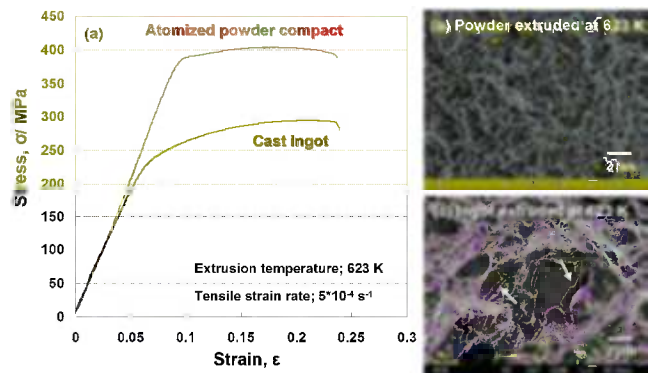 (a)
Atomized powder compact
Cast ingot
Extrusion temperature; 623 K
Tensile strain rate; 5*10⁻⁴ s⁻¹
Stress, σ/ MPa
450
400
350
300
250
200
150
100
50
0
0
0.05
0.1
0.15
0.2
0.25
0.3
Strain, ε
Powder extruded at 623 K